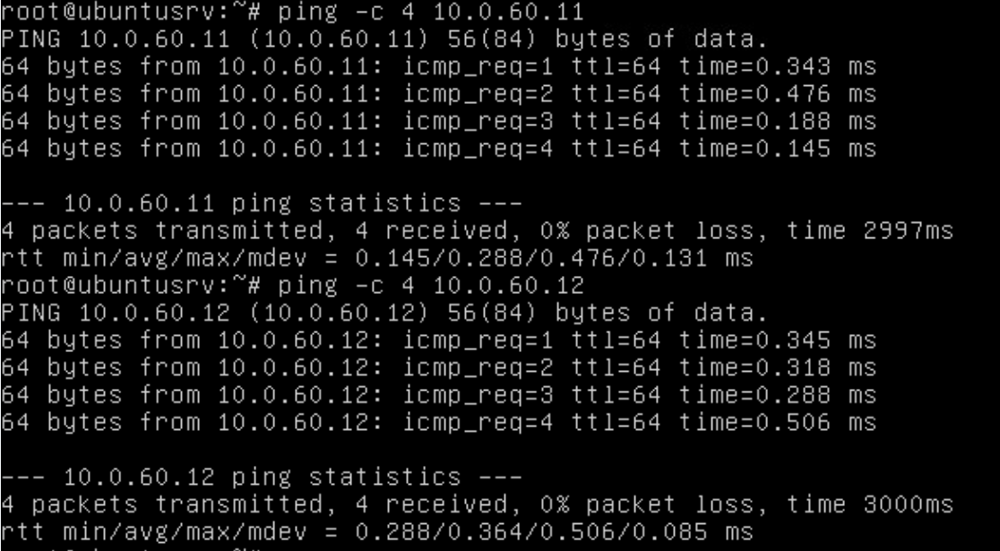 root@ubuntusrv:~# ping -c 4 10.0.60.11
PING 10.0.60.11 (10.0.60.11) 56(84) bytes of data.
64 bytes from 10.0.60.11: icmp_req=1 ttl=64 time=0.343 ms
64 bytes from 10.0.60.11: icmp_req=2 ttl=64 time=0.476 ms
64 bytes from 10.0.60.11: icmp_req=3 ttl=64 time=0.188 ms
64 bytes from 10.0.60.11: icmp_req=4 ttl=64 time=0.145 ms
--- 10.0.60.11 ping statistics ---
4 packets transmitted, 4 received, 0% packet loss, time 2997ms
rtt min/avg/max/mdev = 0.145/0.288/0.476/0.131 ms
root@ubuntusrv:~# ping -c 4 10.0.60.12
PING 10.0.60.12 (10.0.60.12) 56(84) bytes of data.
64 bytes from 10.0.60.12: icmp_req=1 ttl=64 time=0.345 ms
64 bytes from 10.0.60.12: icmp_req=2 ttl=64 time=0.318 ms
64 bytes from 10.0.60.12: icmp_req=3 ttl=64 time=0.288 ms
64 bytes from 10.0.60.12: icmp_req=4 ttl=64 time=0.506 ms
--- 10.0.60.12 ping statistics ---
4 packets transmitted, 4 received, 0% packet loss, time 3000ms
rtt min/avg/max/mdev = 0.288/0.364/0.506/0.085 ms